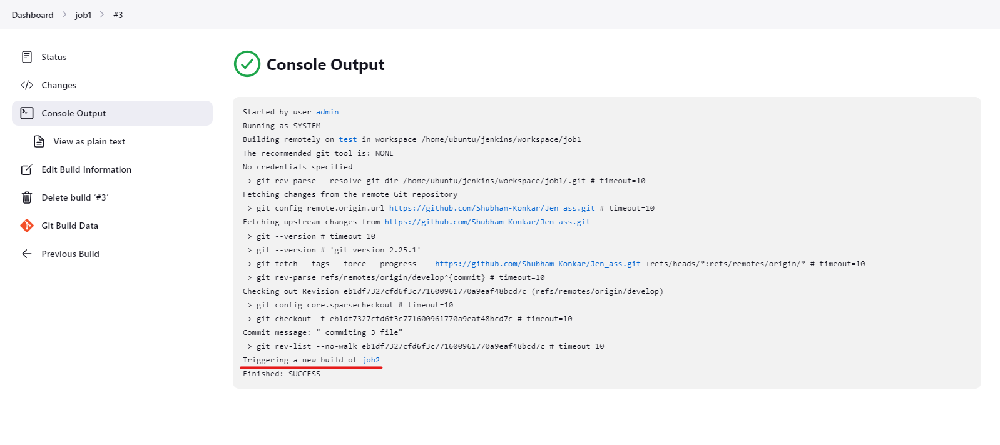 Dashboard > job1 > #3
Status
Changes
Console Output
View as plain text
Edit Build Information
Delete build ‘#3’
Git Build Data
Previous Build
Console Output
Started by user admin
Running as SYSTEM
Building remotely on test in workspace /home/ubuntu/jenkins/workspace/job1
The recommended git tool is: NONE
No credentials specified
 > git rev-parse --resolve-git-dir /home/ubuntu/jenkins/workspace/job1/.git # timeout=10
Fetching changes from the remote Git repository
 > git config remote.origin.url https://github.com/Shubham-Konkar/Jen_ass.git # timeout=10
Fetching upstream changes from https://github.com/Shubham-Konkar/Jen_ass.git
 > git --version # timeout=10
 > git --version # 'git version 2.25.1'
 > git fetch --tags --force --progress -- https://github.com/Shubham-Konkar/Jen_ass.git +refs/heads/*:refs/remotes/origin/* # timeout=10
 > git rev-parse refs/remotes/origin/develop^{commit} # timeout=10
Checking out Revision eb1df7327cfd6f3c771600961770a9eaf48bcd7c (refs/remotes/origin/develop)
 > git config core.sparsecheckout # timeout=10
 > git checkout -f eb1df7327cfd6f3c771600961770a9eaf48bcd7c # timeout=10
Commit message: " commiting 3 file"
 > git rev-list --no-walk eb1df7327cfd6f3c771600961770a9eaf48bcd7c # timeout=10
Triggering a new build of job2
Finished: SUCCESS